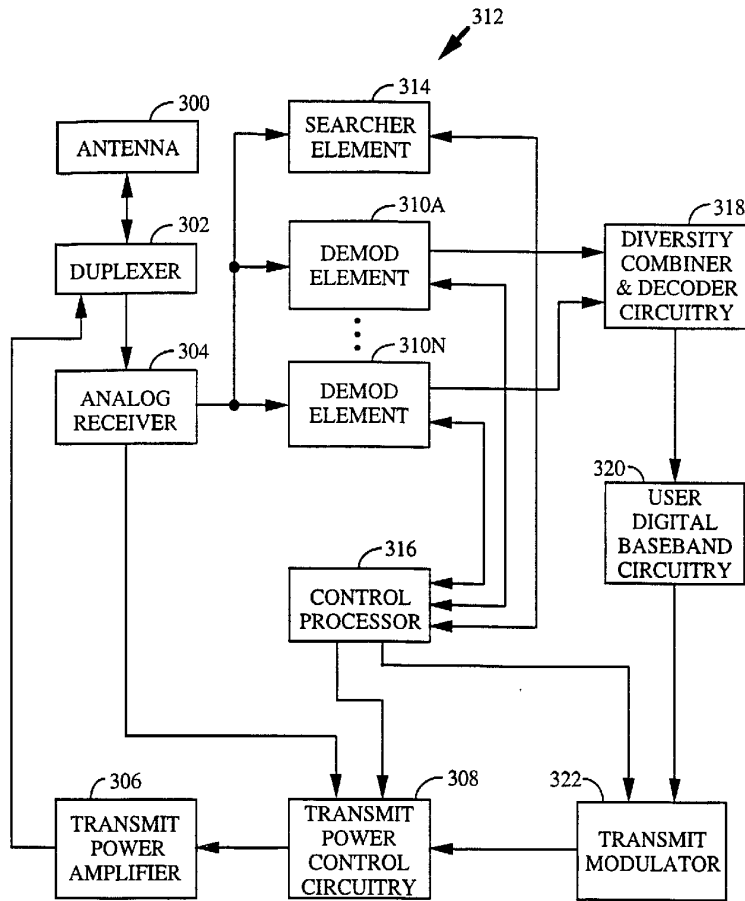 312
300
ANTENNA
314
SEARCHER
ELEMENT
302
DUPLEXER
310A
DEMOD
ELEMENT
318
DIVERSITY
COMBINER
& DECODER
CIRCUITRY
304
ANALOG
RECEIVER
310N
DEMOD
ELEMENT
320
USER
DIGITAL
BASEBAND
CIRCUITRY
316
CONTROL
PROCESSOR
306
TRANSMIT
POWER
AMPLIFIER
308
TRANSMIT
POWER
CONTROL
CIRCUITRY
322
TRANSMIT
MODULATOR